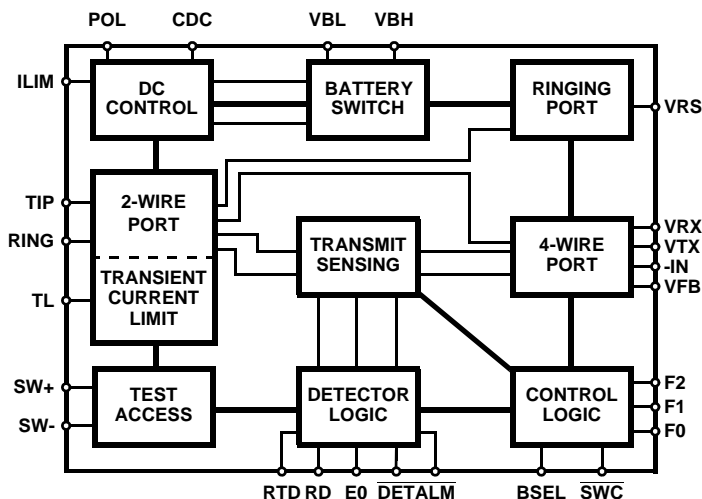 POL CDC VBL VBH
ILIM
DC
CONTROL
BATTERY
SWITCH
RINGING
PORT
VRS
TIP
RING
TL
2-WIRE
PORT
TRANSIENT
CURRENT
LIMIT
TRANSMIT
SENSING
4-WIRE
PORT
VRX
VTX
-IN
VFB
SW+
SW-
TEST
ACCESS
DETECTOR
LOGIC
CONTROL
LOGIC
F2
F1
F0
RTD RD E0 DET ALM BSEL SWC